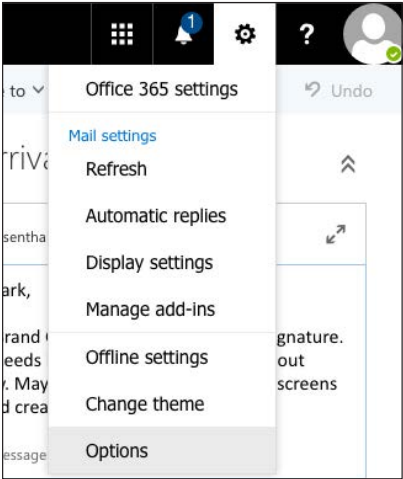 1
?
to
Office 365 settings
Undo
Mail settings
Refresh
Automatic replies
Display settings
Manage add-ins
ark,
gnature.
Offline settings
out
May
screens
Change theme
Options